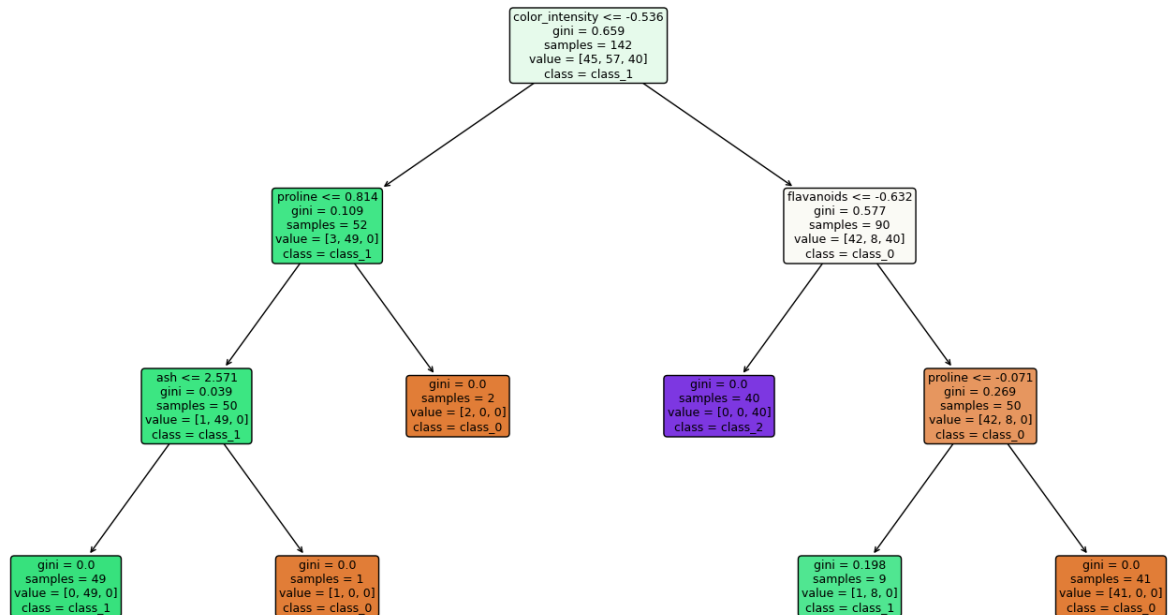 color_intensity <= -0.536
gini = 0.659
samples = 142
value = [45, 57, 40]
class = class_1
proline <= 0.814
gini = 0.109
samples = 52
value = [3, 49, 0]
class = class_1
flavanoids <= -0.632
gini = 0.577
samples = 90
value = [42, 8, 40]
class = class_0
ash <= 2.571
gini = 0.039
samples = 50
value = [1, 49, 0]
class = class_1
gini = 0.0
samples = 2
value = [2, 0, 0]
class = class_0
gini = 0.0
samples = 40
value = [0, 0, 40]
class = class_2
proline <= -0.071
gini = 0.269
samples = 50
value = [42, 8, 0]
class = class_0
gini = 0.0
samples = 49
value = [0, 49, 0]
class = class_1
gini = 0.0
samples = 1
value = [1, 0, 0]
class = class_0
gini = 0.198
samples = 9
value = [1, 8, 0]
class = class_1
gini = 0.0
samples = 41
value = [41, 0, 0]
class = class_0